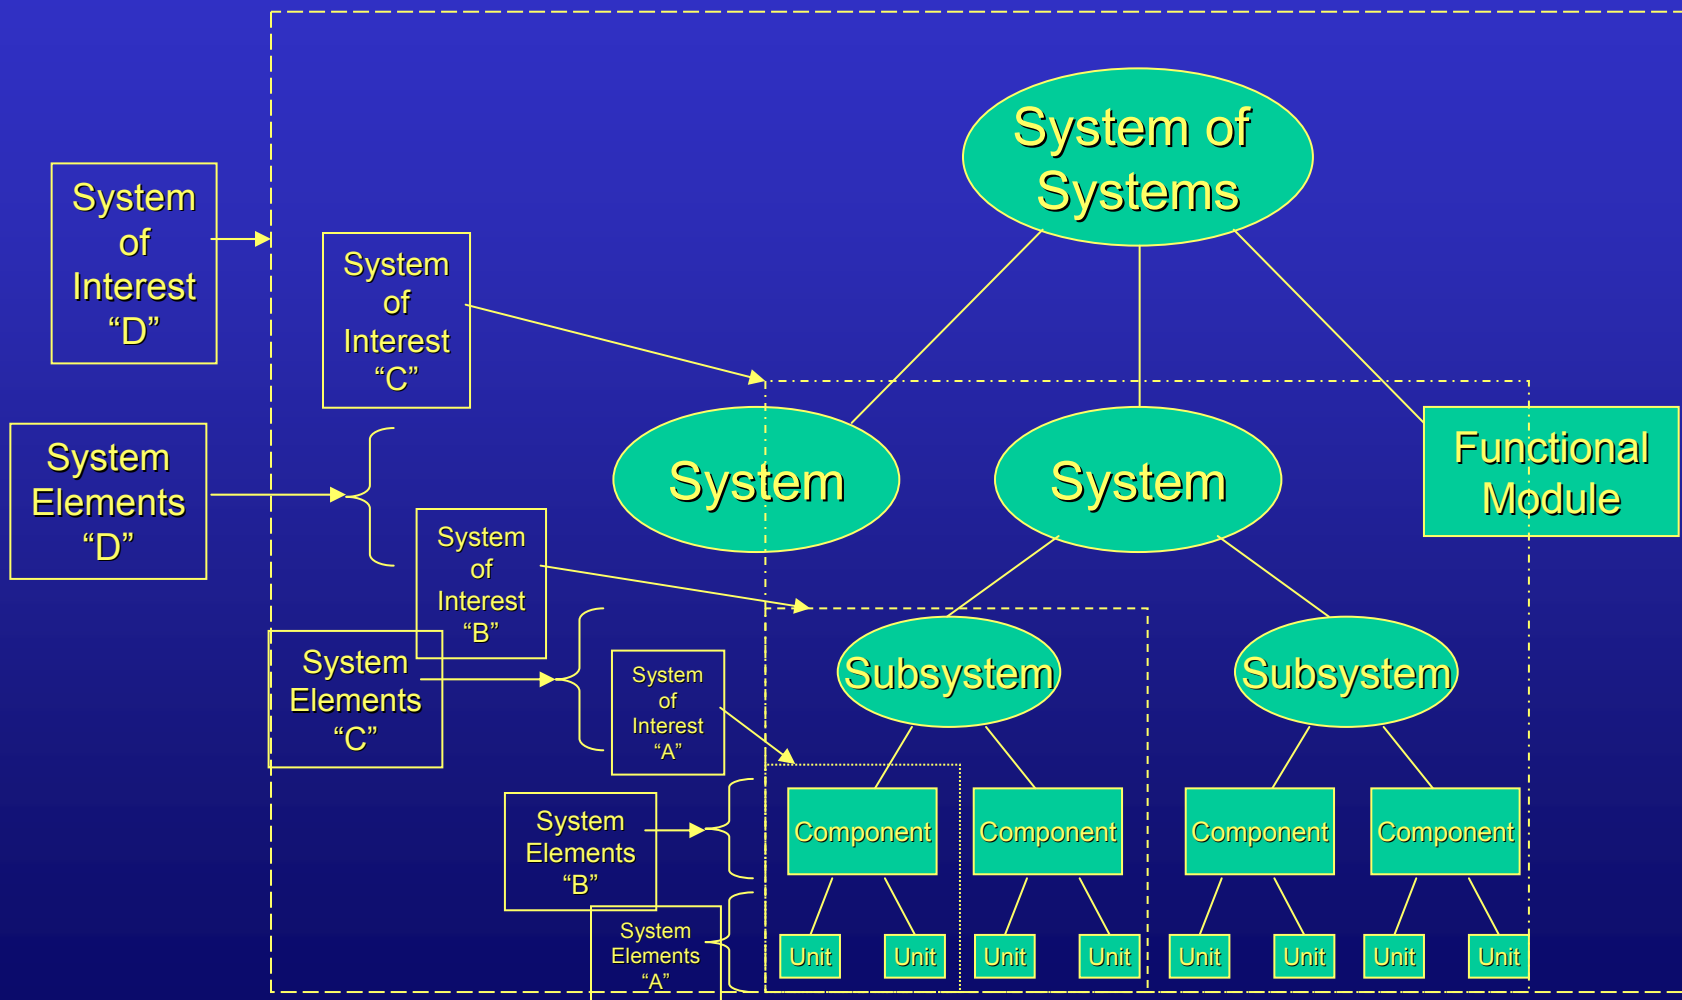 System of
Systems
System
of
Interest
“D”
System
of
Interest
“C”
System
Elements
“D”
System
System
Functional
Module
System
of
Interest
“B”
System
Elements
“C”
System
of
Interest
“A”
Subsystem
Subsystem
System
Elements
“B”
Component
Component
Component
Component
System
Elements
“A”
Unit
Unit
Unit
Unit
Unit
Unit
Unit
Unit